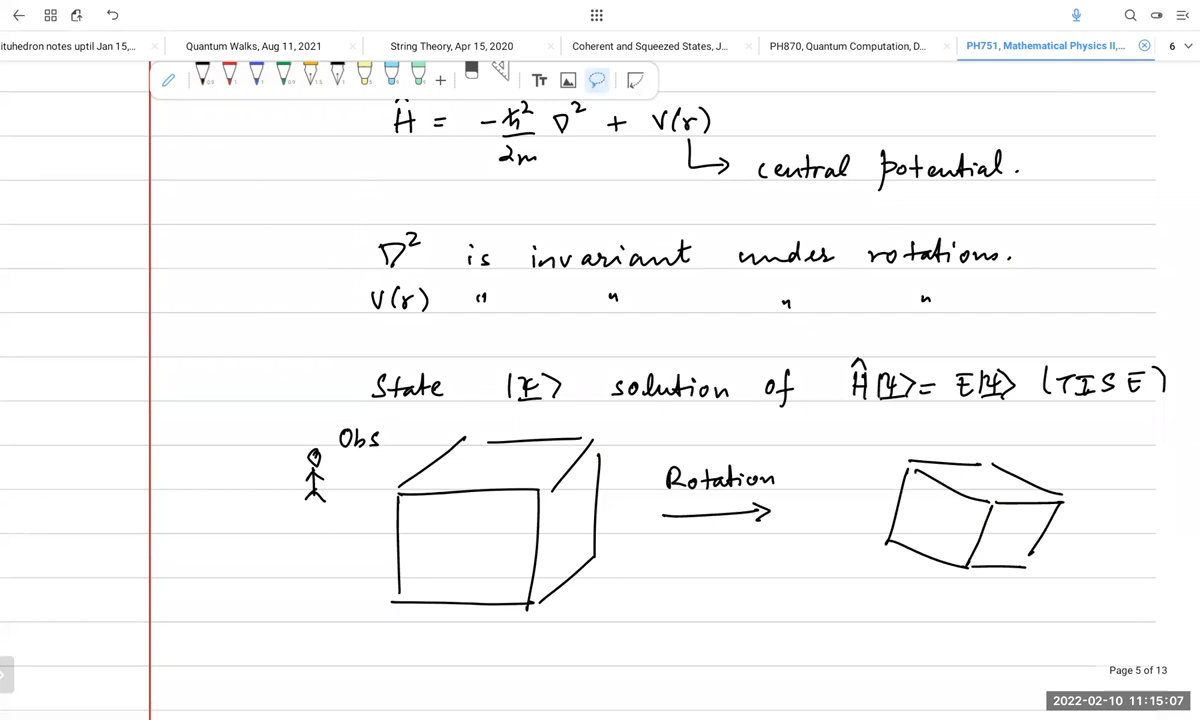 ituhedron notes uptil Jan 15,... Quantum Walks, Aug 11, 2021 String Theory, Apr 15, 2020 Coherent and Squeezed States, J... PH870, Quantum Computation, D... PH751, Mathematical Physics II,... 6
Tт
Ĥ = -ħ²/2m ∇² + V(r)
↳ central potential.
∇² is invariant under rotations.
V(r) " " " "
State |Ψ> solution of Ĥ|Ψ> = E|Ψ> (TISE)
Obs
Rotation
Page 5 of 13
2022-02-10 11:15:07